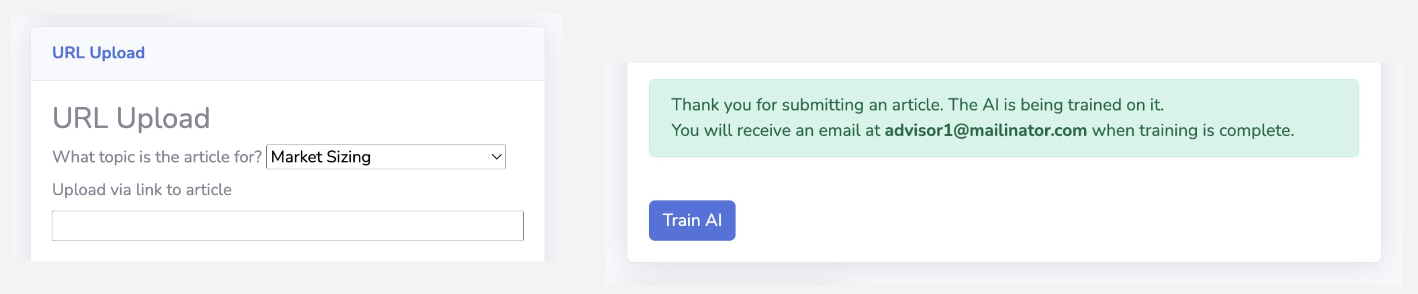 URL Upload
URL Upload
What topic is the article for? Market Sizing
Upload via link to article
Thank you for submitting an article. The AI is being trained on it.
You will receive an email at advisor1@mailinator.com when training is complete.
Train AI